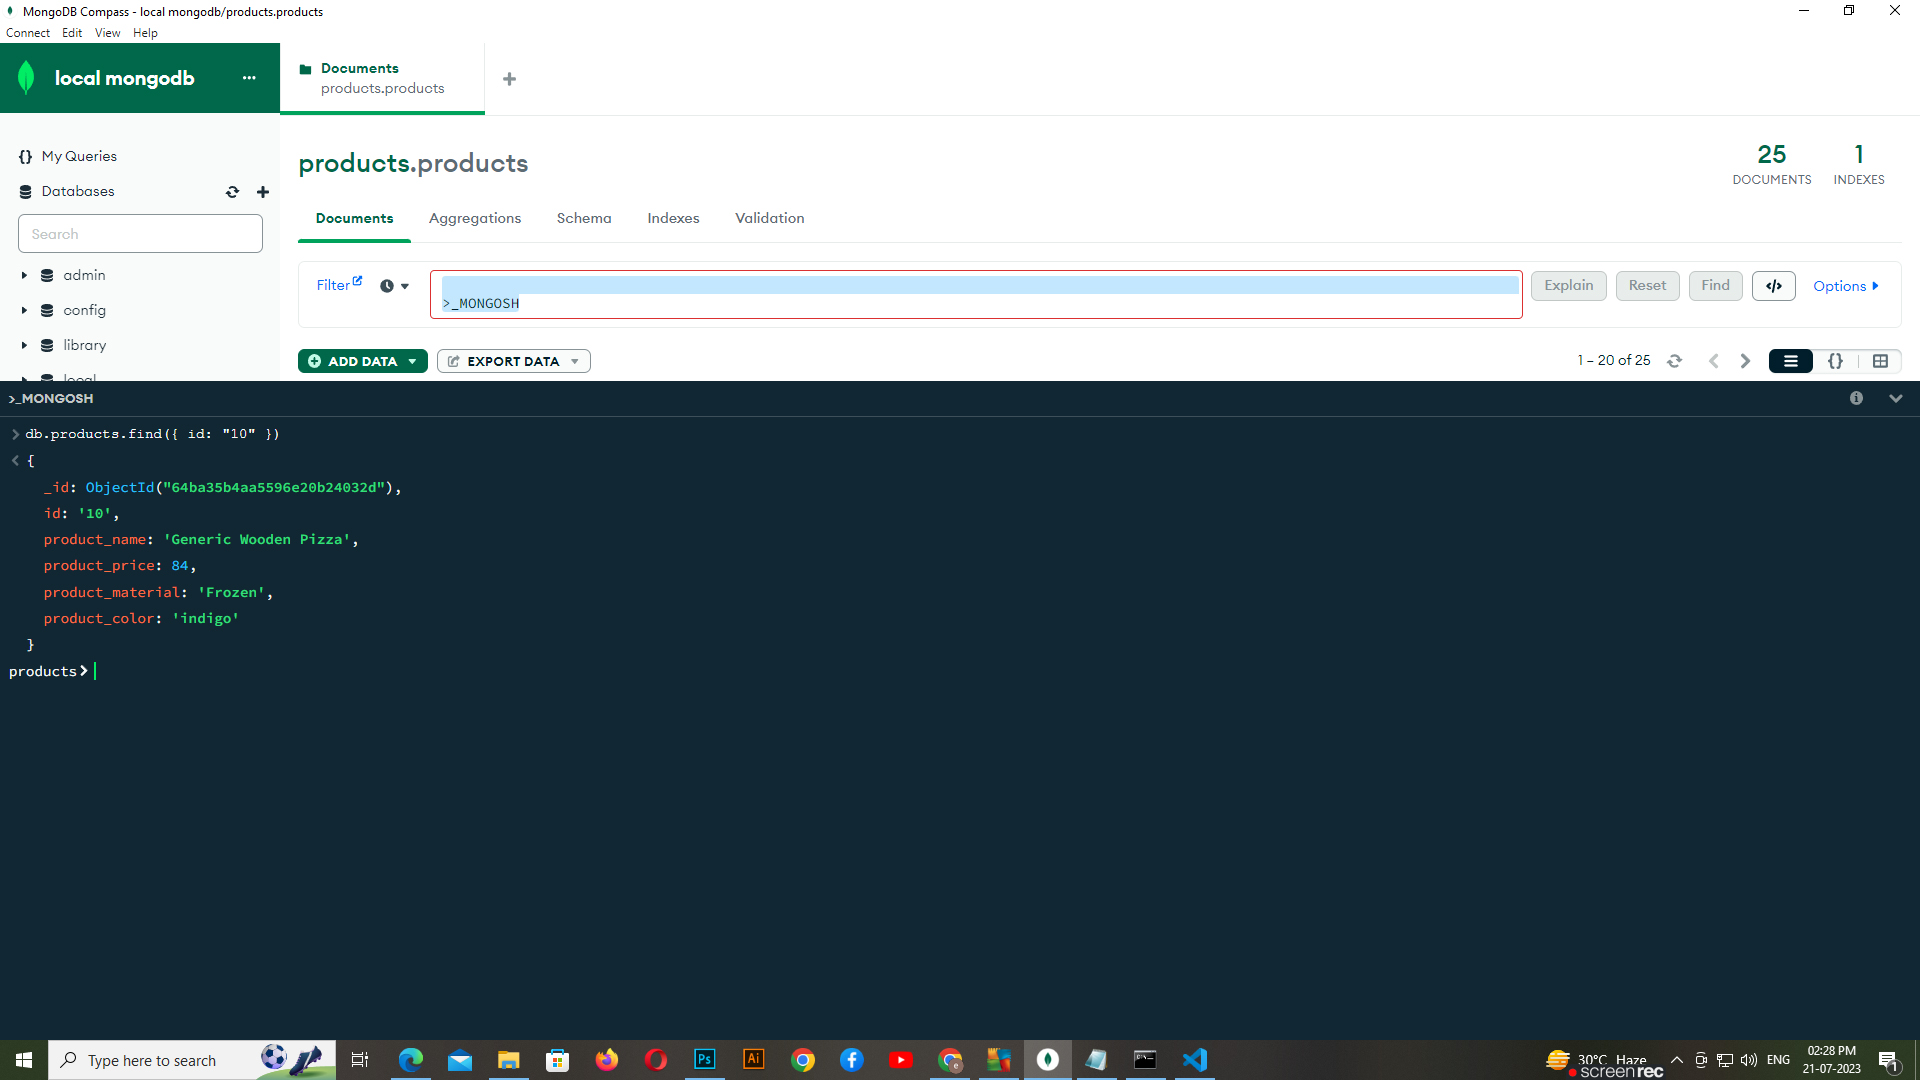 MongoDB Compass - local mongodb/products.products
Connect Edit View Help
local mongodb ...
Documents
products.products
+
{} My Queries
Databases
Search
admin
config
library
local
products.products
25
DOCUMENTS
1
INDEXES
Documents Aggregations Schema Indexes Validation
Filter
>_MONGOSH
Explain Reset Find </> Options
ADD DATA EXPORT DATA
1 – 20 of 25
{}
>_MONGOSH
> db.products.find({ id: "10" })
< {
_id: ObjectId("64ba35b4aa5596e20b24032d"),
id: '10',
product_name: 'Generic Wooden Pizza',
product_price: 84,
product_material: 'Frozen',
product_color: 'indigo'
}
products>
Type here to search
Ps
Ai
e
30°C Haze
ENG
02:28 PM
21-07-2023
1
screenrec